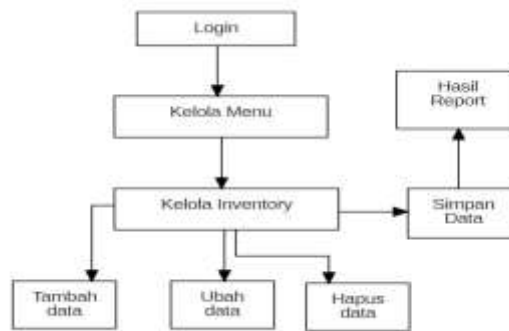 Login
Hasil
Report
Kelola Menu
Kelola Inventory
Simpan
Data
Tambah
data
Ubah
data
Hapus
data